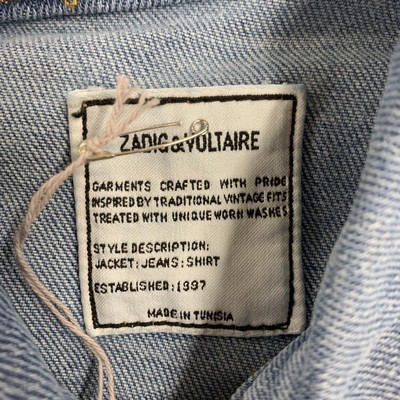 ZADIG&VOLTAIRE
GARMENTS CRAFTED WITH PRIDE
INSPIRED BY TRADITIONAL VINTAGE FITS
TREATED WITH UNIQUE WORN WASHES
STYLE DESCRIPTION:
JACKET: JEANS: SHIRT
ESTABLISHED: 1997
MADE IN TUNISIA